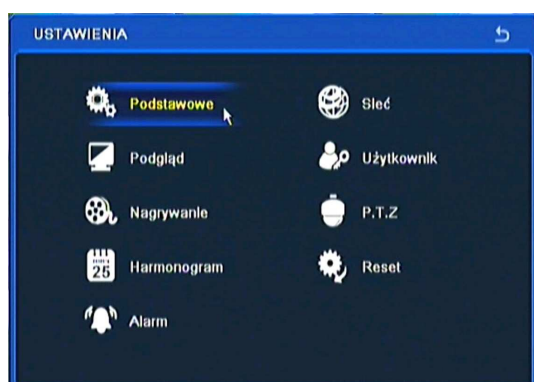 USTAWIENIA
Podstawowe
Sieć
Podgląd
Użytkownik
Nagrywanie
P.T.Z
25
Harmonogram
Reset
Alarm